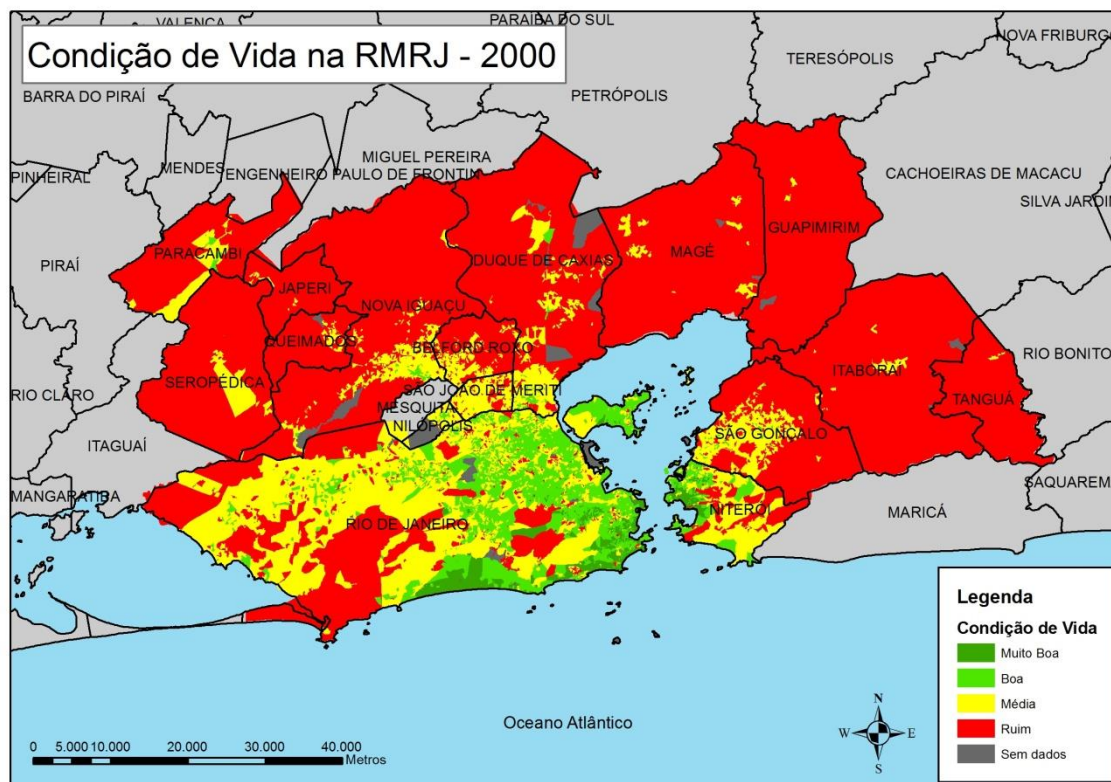 VALENÇA
PARAÍBA DO SUL
Condição de Vida na RMRJ - 2000
NOVA FRIBURGO
TERESÓPOLIS
BARRA DO PIRAÍ
PETRÓPOLIS
MIGUEL PEREIRA
MENDES
ENGENHEIRO PAULO DE FRONTIN
CACHOEIRAS DE MACACU
PINHEIRAL
SILVA JARDIM
GUAPIMIRIM
PARACAMBI
MAGÉ
DUQUE DE CAXIAS
PIRAÍ
JAPERI
NOVA IGUAÇU
QUEIMADOS
BELFORD ROXO
RIO BONITO
ITABORAÍ
SEROPÉDICA
SÃO JOÃO DE MERITI
RIO CLARO
TANGUÁ
MESQUITA
NILÓPOLIS
SÃO GONÇALO
ITAGUAÍ
SAQUAREM
MANGARATIBA
NITERÓI
MARICÁ
RIO DE JANEIRO
Legenda
Condição de Vida
Muito Boa
Boa
Média
Ruim
Sem dados
Oceano Atlântico
N
W
E
S
0 5.000 10.000 20.000 30.000 40.000
Metros